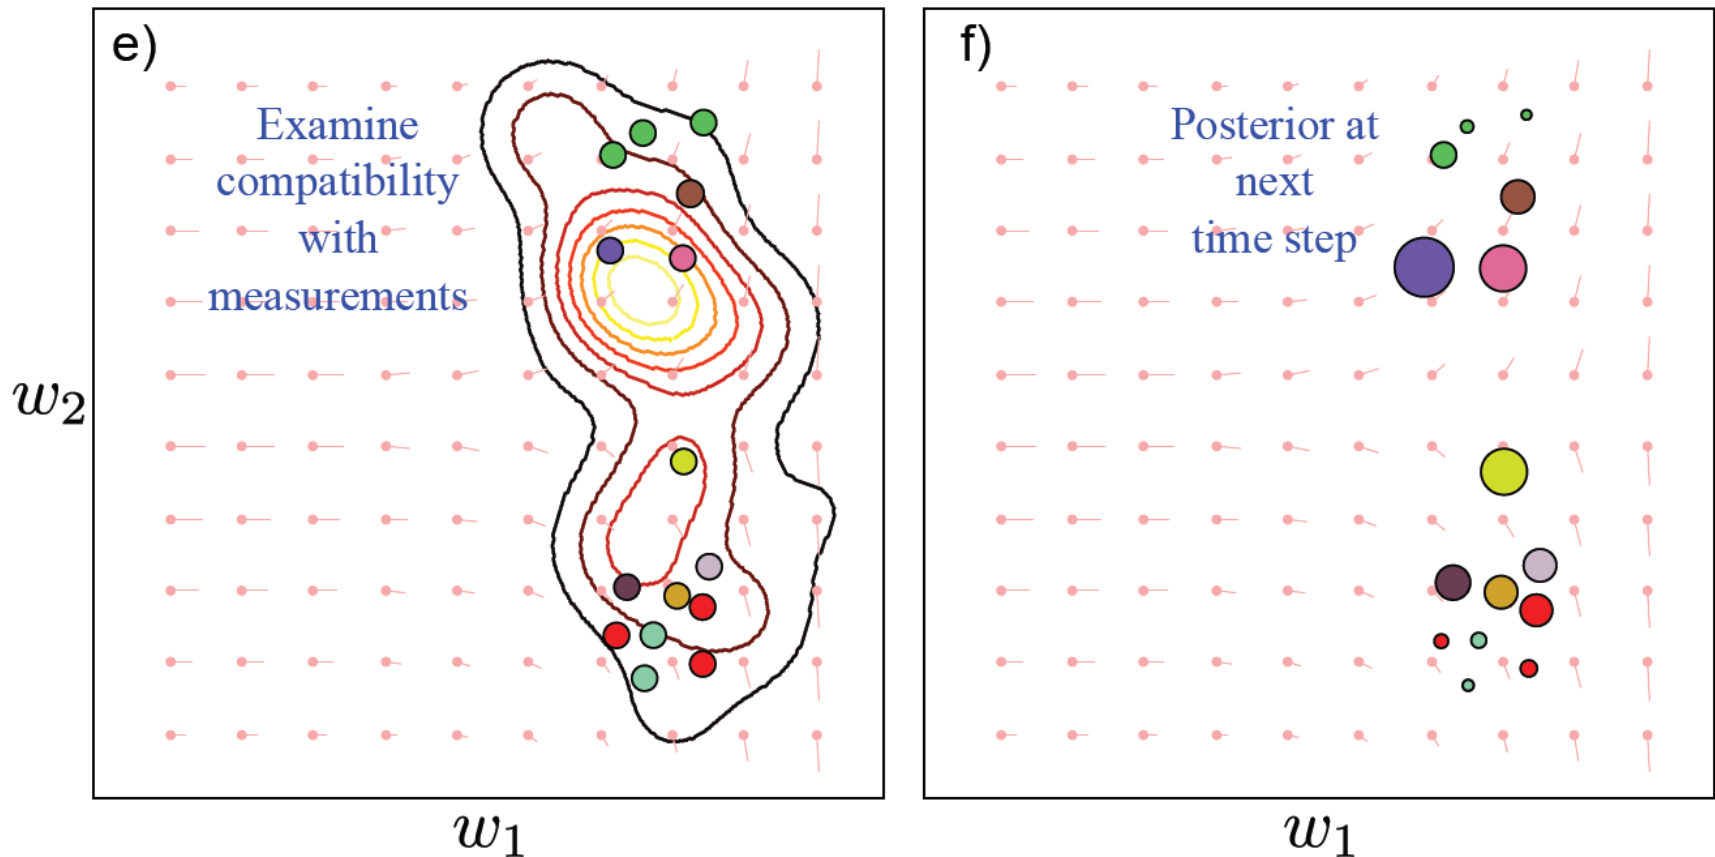 e)
Examine
compatibility
with
measurements
w2
w1
f)
Posterior at
next
time step
w1